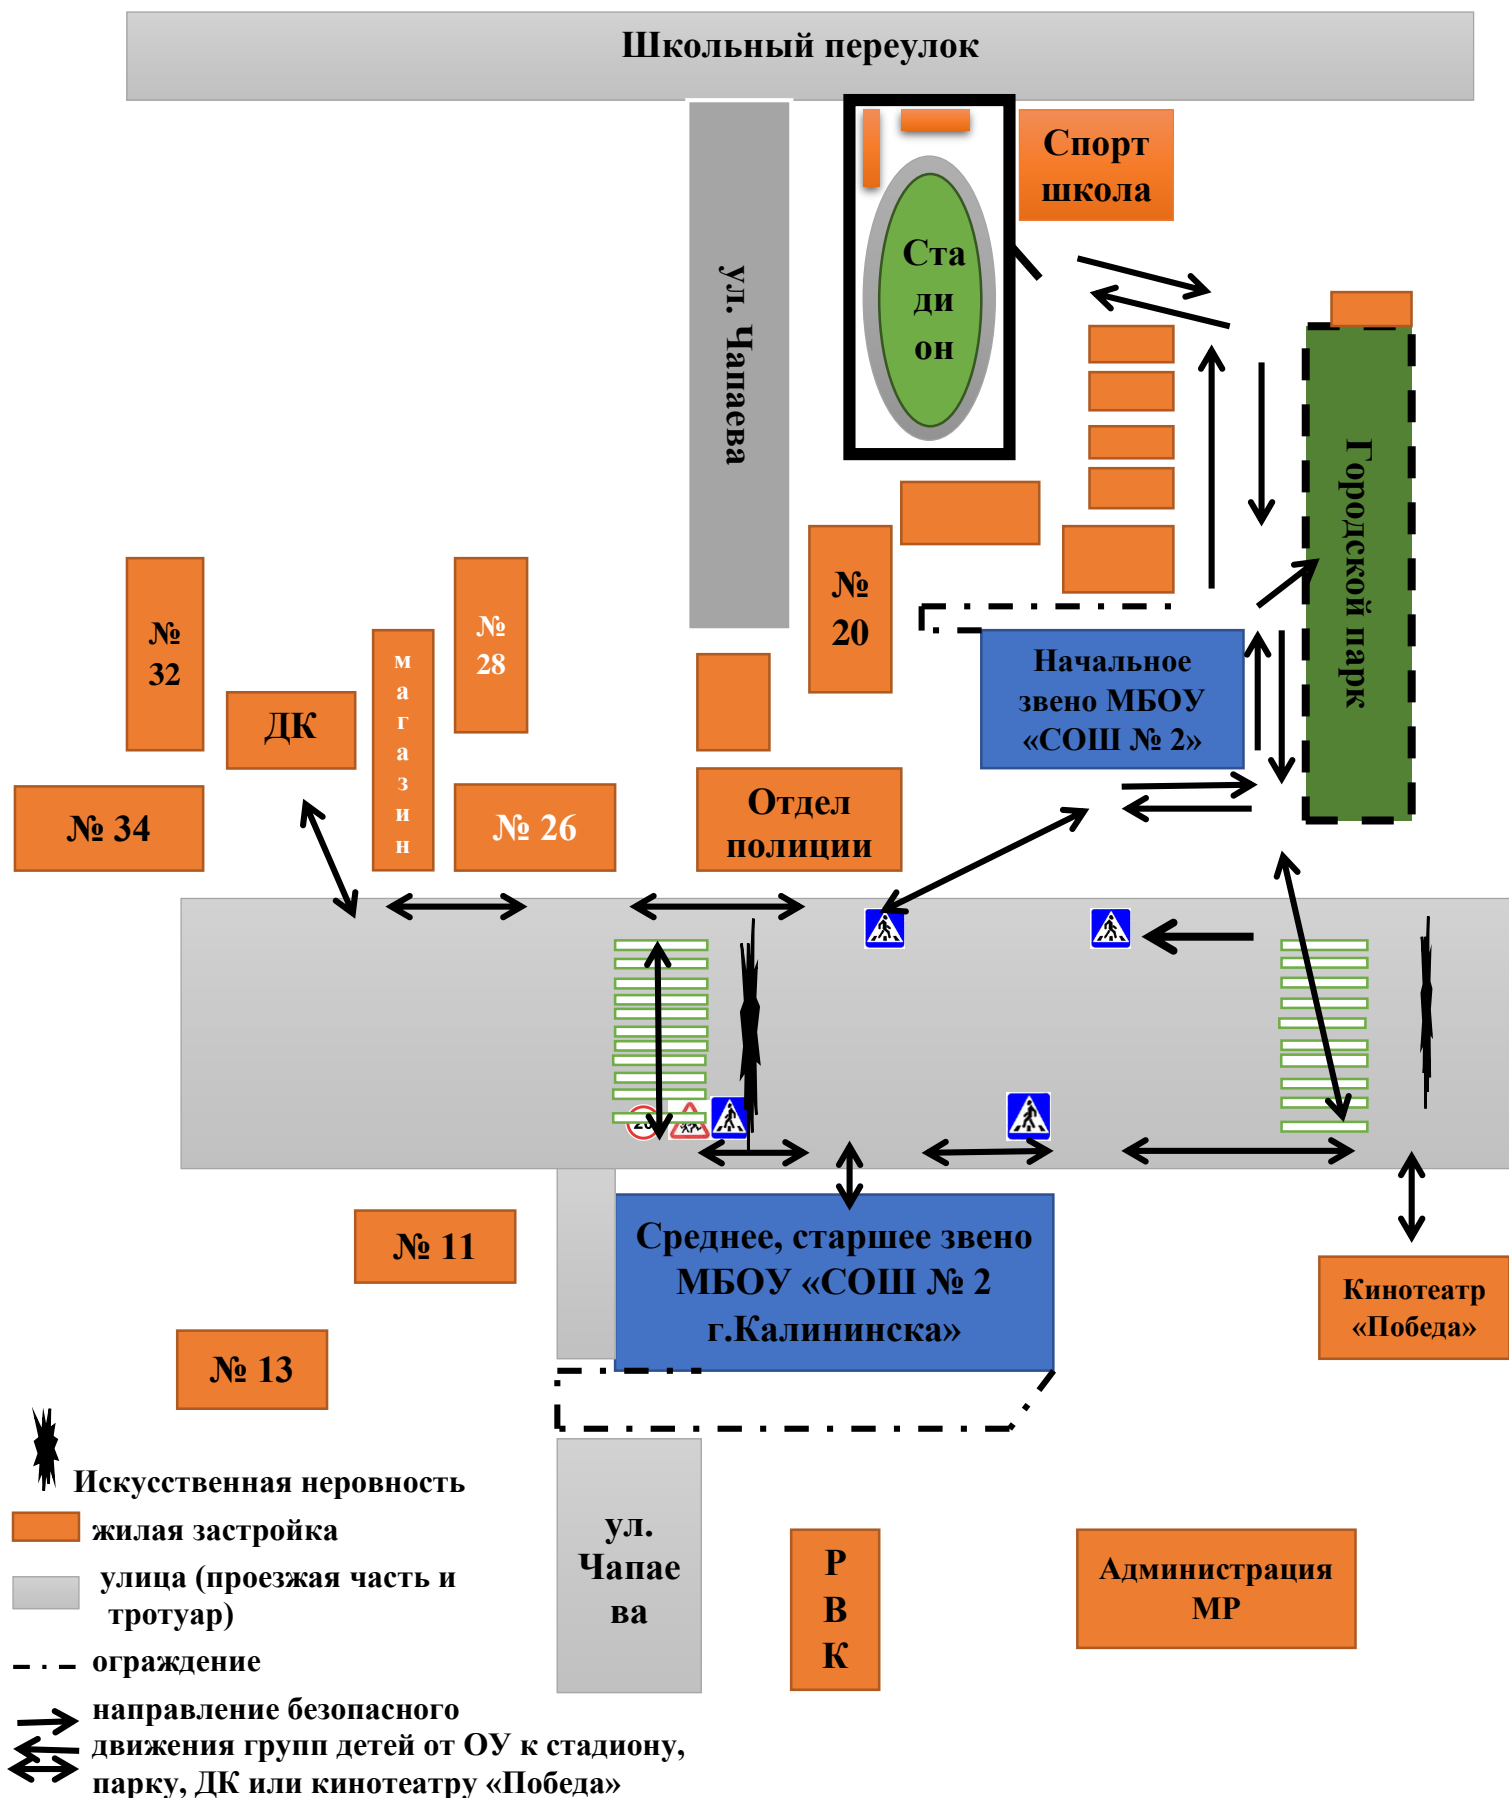 Школьный переулок
Спорт
школа
Ста
ди
он
ул. Чапаева
Городской парк
№
20
№
32
№
28
м
а
г
а
з
и
н
ДК
Начальное
звено МБОУ
«СОШ № 2»
№ 34
№ 26
Отдел
полиции
№ 11
Среднее, старшее звено
МБОУ «СОШ № 2
г.Калининска»
Кинотеатр
«Победа»
№ 13
Искусственная неровность
жилая застройка
улица (проезжая часть и
тротуар)
ограждение
направление безопасного
движения групп детей от ОУ к стадиону,
парку, ДК или кинотеатру «Победа»
ул.
Чапае
ва
Р
В
К
Администрация
МР